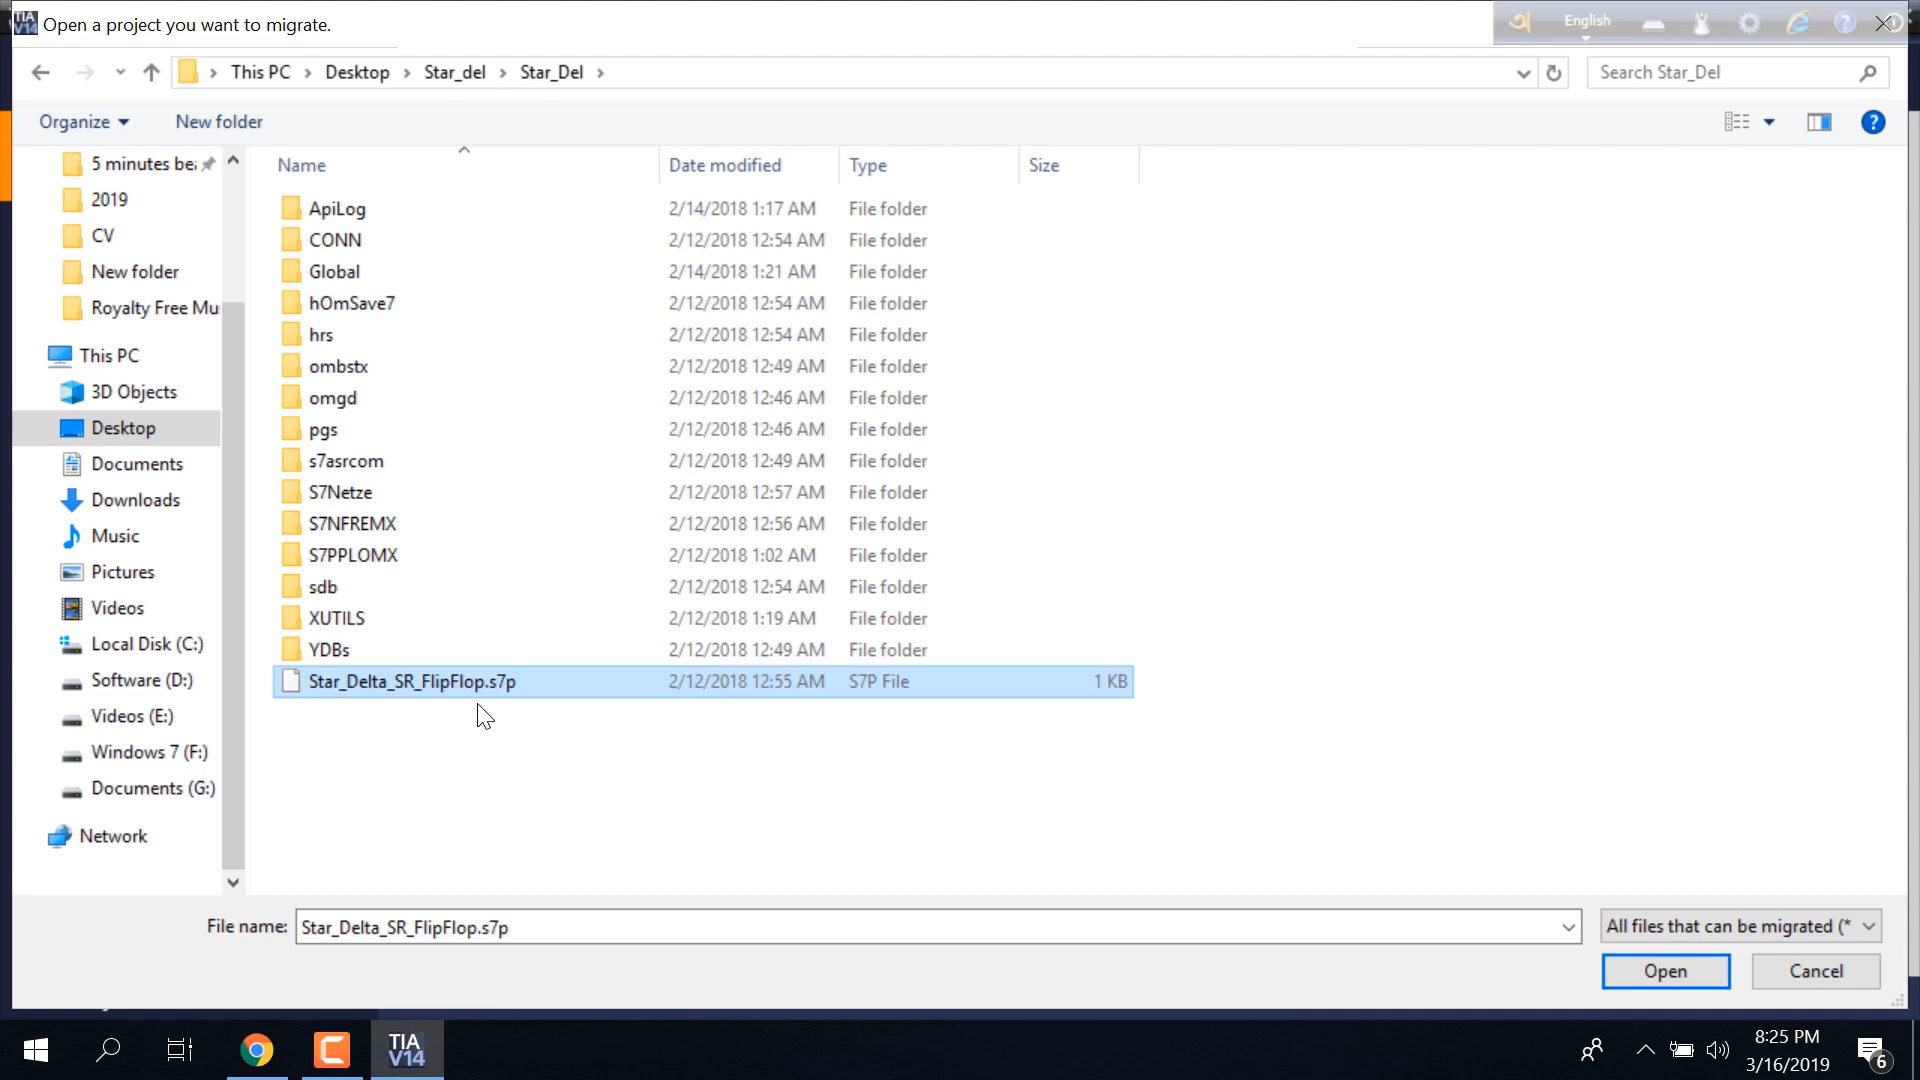 TIA V14 Open a project you want to migrate.
English
This PC > Desktop > Star_del > Star_Del >
Search Star_Del
Organize New folder
Name Date modified Type Size
5 minutes be
2019
CV
New folder
Royalty Free Mu
This PC
3D Objects
Desktop
Documents
Downloads
Music
Pictures
Videos
Local Disk (C:)
Software (D:)
Videos (E:)
Windows 7 (F:)
Documents (G:)
Network
ApiLog 2/14/2018 1:17 AM File folder
CONN 2/12/2018 12:54 AM File folder
Global 2/14/2018 1:21 AM File folder
hOmSave7 2/12/2018 12:54 AM File folder
hrs 2/12/2018 12:54 AM File folder
ombstx 2/12/2018 12:49 AM File folder
omgd 2/12/2018 12:46 AM File folder
pgs 2/12/2018 12:46 AM File folder
s7asrcom 2/12/2018 12:49 AM File folder
S7Netze 2/12/2018 12:57 AM File folder
S7NFREMX 2/12/2018 12:56 AM File folder
S7PPLOMX 2/12/2018 1:02 AM File folder
sdb 2/12/2018 12:54 AM File folder
XUTILS 2/12/2018 1:19 AM File folder
YDBs 2/12/2018 12:49 AM File folder
Star_Delta_SR_FlipFlop.s7p 2/12/2018 12:55 AM S7P File 1 KB
File name: Star_Delta_SR_FlipFlop.s7p All files that can be migrated (*
Open Cancel
TIA V14
8:25 PM
3/16/2019
6